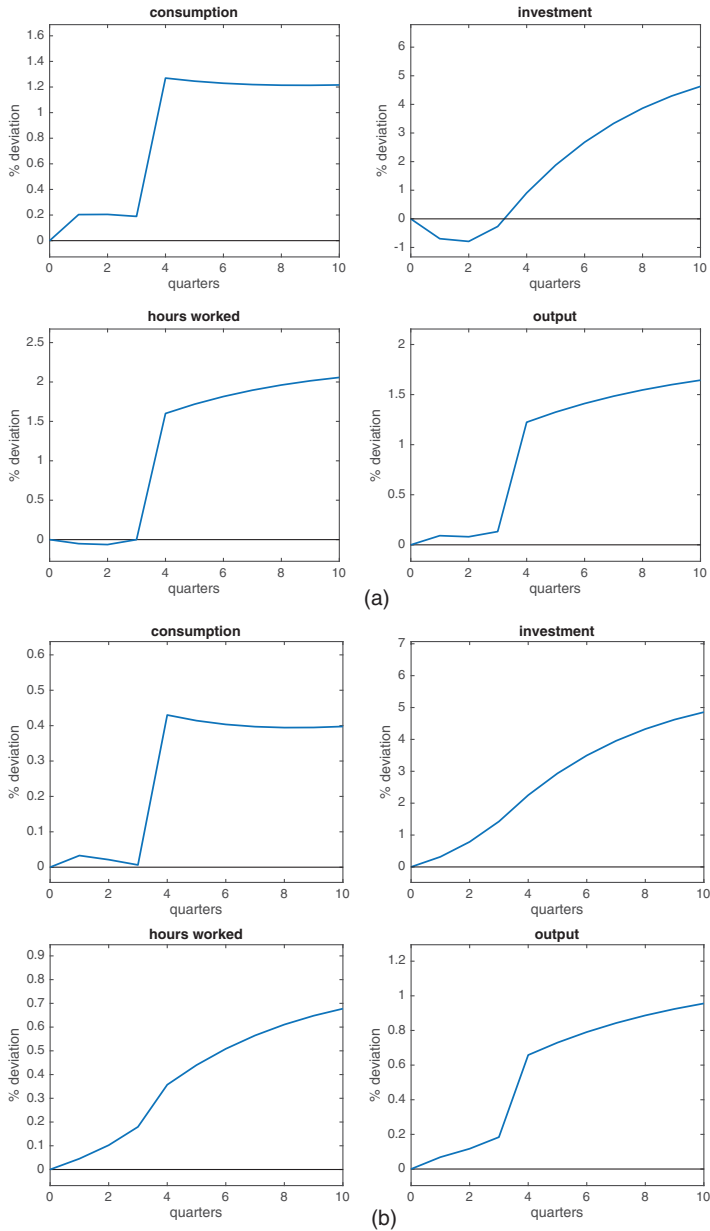 consumption
1.6
1.4
1.2
1
0.8
0.6
0.4
0.2
0
% deviation
0 2 4 6 8 10
quarters
investment
6
5
4
3
2
1
0
-1
% deviation
0 2 4 6 8 10
quarters
hours worked
2.5
2
1.5
1
0.5
0
% deviation
0 2 4 6 8 10
quarters
output
2
1.5
1
0.5
0
% deviation
0 2 4 6 8 10
quarters
(a)
consumption
0.6
0.5
0.4
0.3
0.2
0.1
0
% deviation
0 2 4 6 8 10
quarters
investment
7
6
5
4
3
2
1
0
% deviation
0 2 4 6 8 10
quarters
hours worked
0.9
0.8
0.7
0.6
0.5
0.4
0.3
0.2
0.1
0
% deviation
0 2 4 6 8 10
quarters
output
1.2
1
0.8
0.6
0.4
0.2
0
% deviation
0 2 4 6 8 10
quarters
(b)